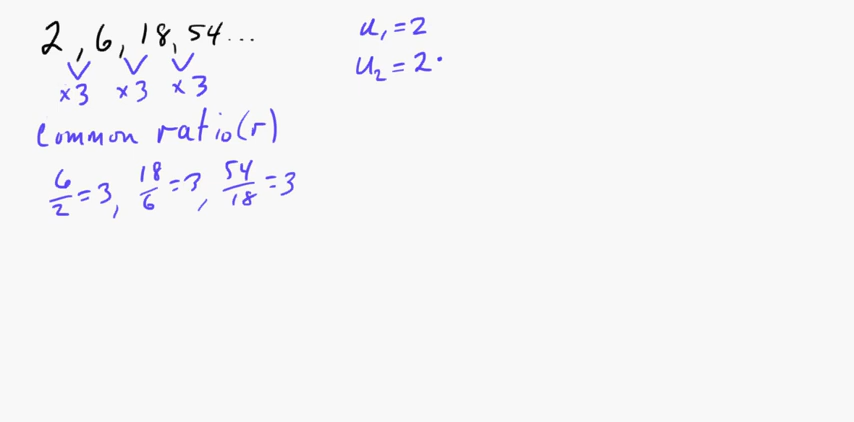 2, 6, 18, 54...
×3 ×3 ×3
Common ratio(r)
6/2 = 3, 18/6 = 3, 54/18 = 3
u₁ = 2
u₂ = 2·